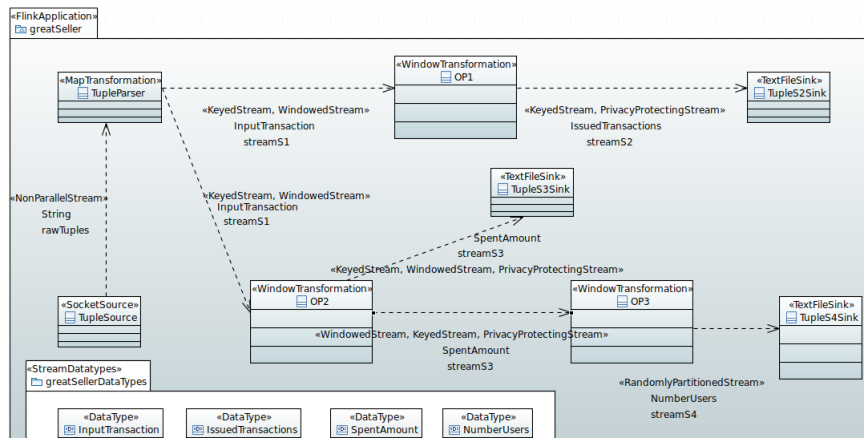 «FlinkApplication»
greatSeller
«MapTransformation»
TupleParser
«WindowTransformation»
OP1
«TextFileSink»
TupleS2Sink
«KeyedStream, WindowedStream»
InputTransaction
streamS1
«KeyedStream, PrivacyProtectingStream»
IssuedTransactions
streamS2
«TextFileSink»
TupleS3Sink
«KeyedStream, WindowedStream»
InputTransaction
streamS1
«NonParallelStream»
String
rawTuples
SpentAmount
streamS3
«KeyedStream, WindowedStream, PrivacyProtectingStream»
«SocketSource»
TupleSource
«WindowTransformation»
OP2
«WindowTransformation»
OP3
«TextFileSink»
TupleS4Sink
«WindowedStream, KeyedStream, PrivacyProtectingStream»
SpentAmount
streamS3
«RandomlyPartitionedStream»
NumberUsers
streamS4
«StreamDatatypes»
greatSellerDataTypes
«DataType»
InputTransaction
«DataType»
IssuedTransactions
«DataType»
SpentAmount
«DataType»
NumberUsers